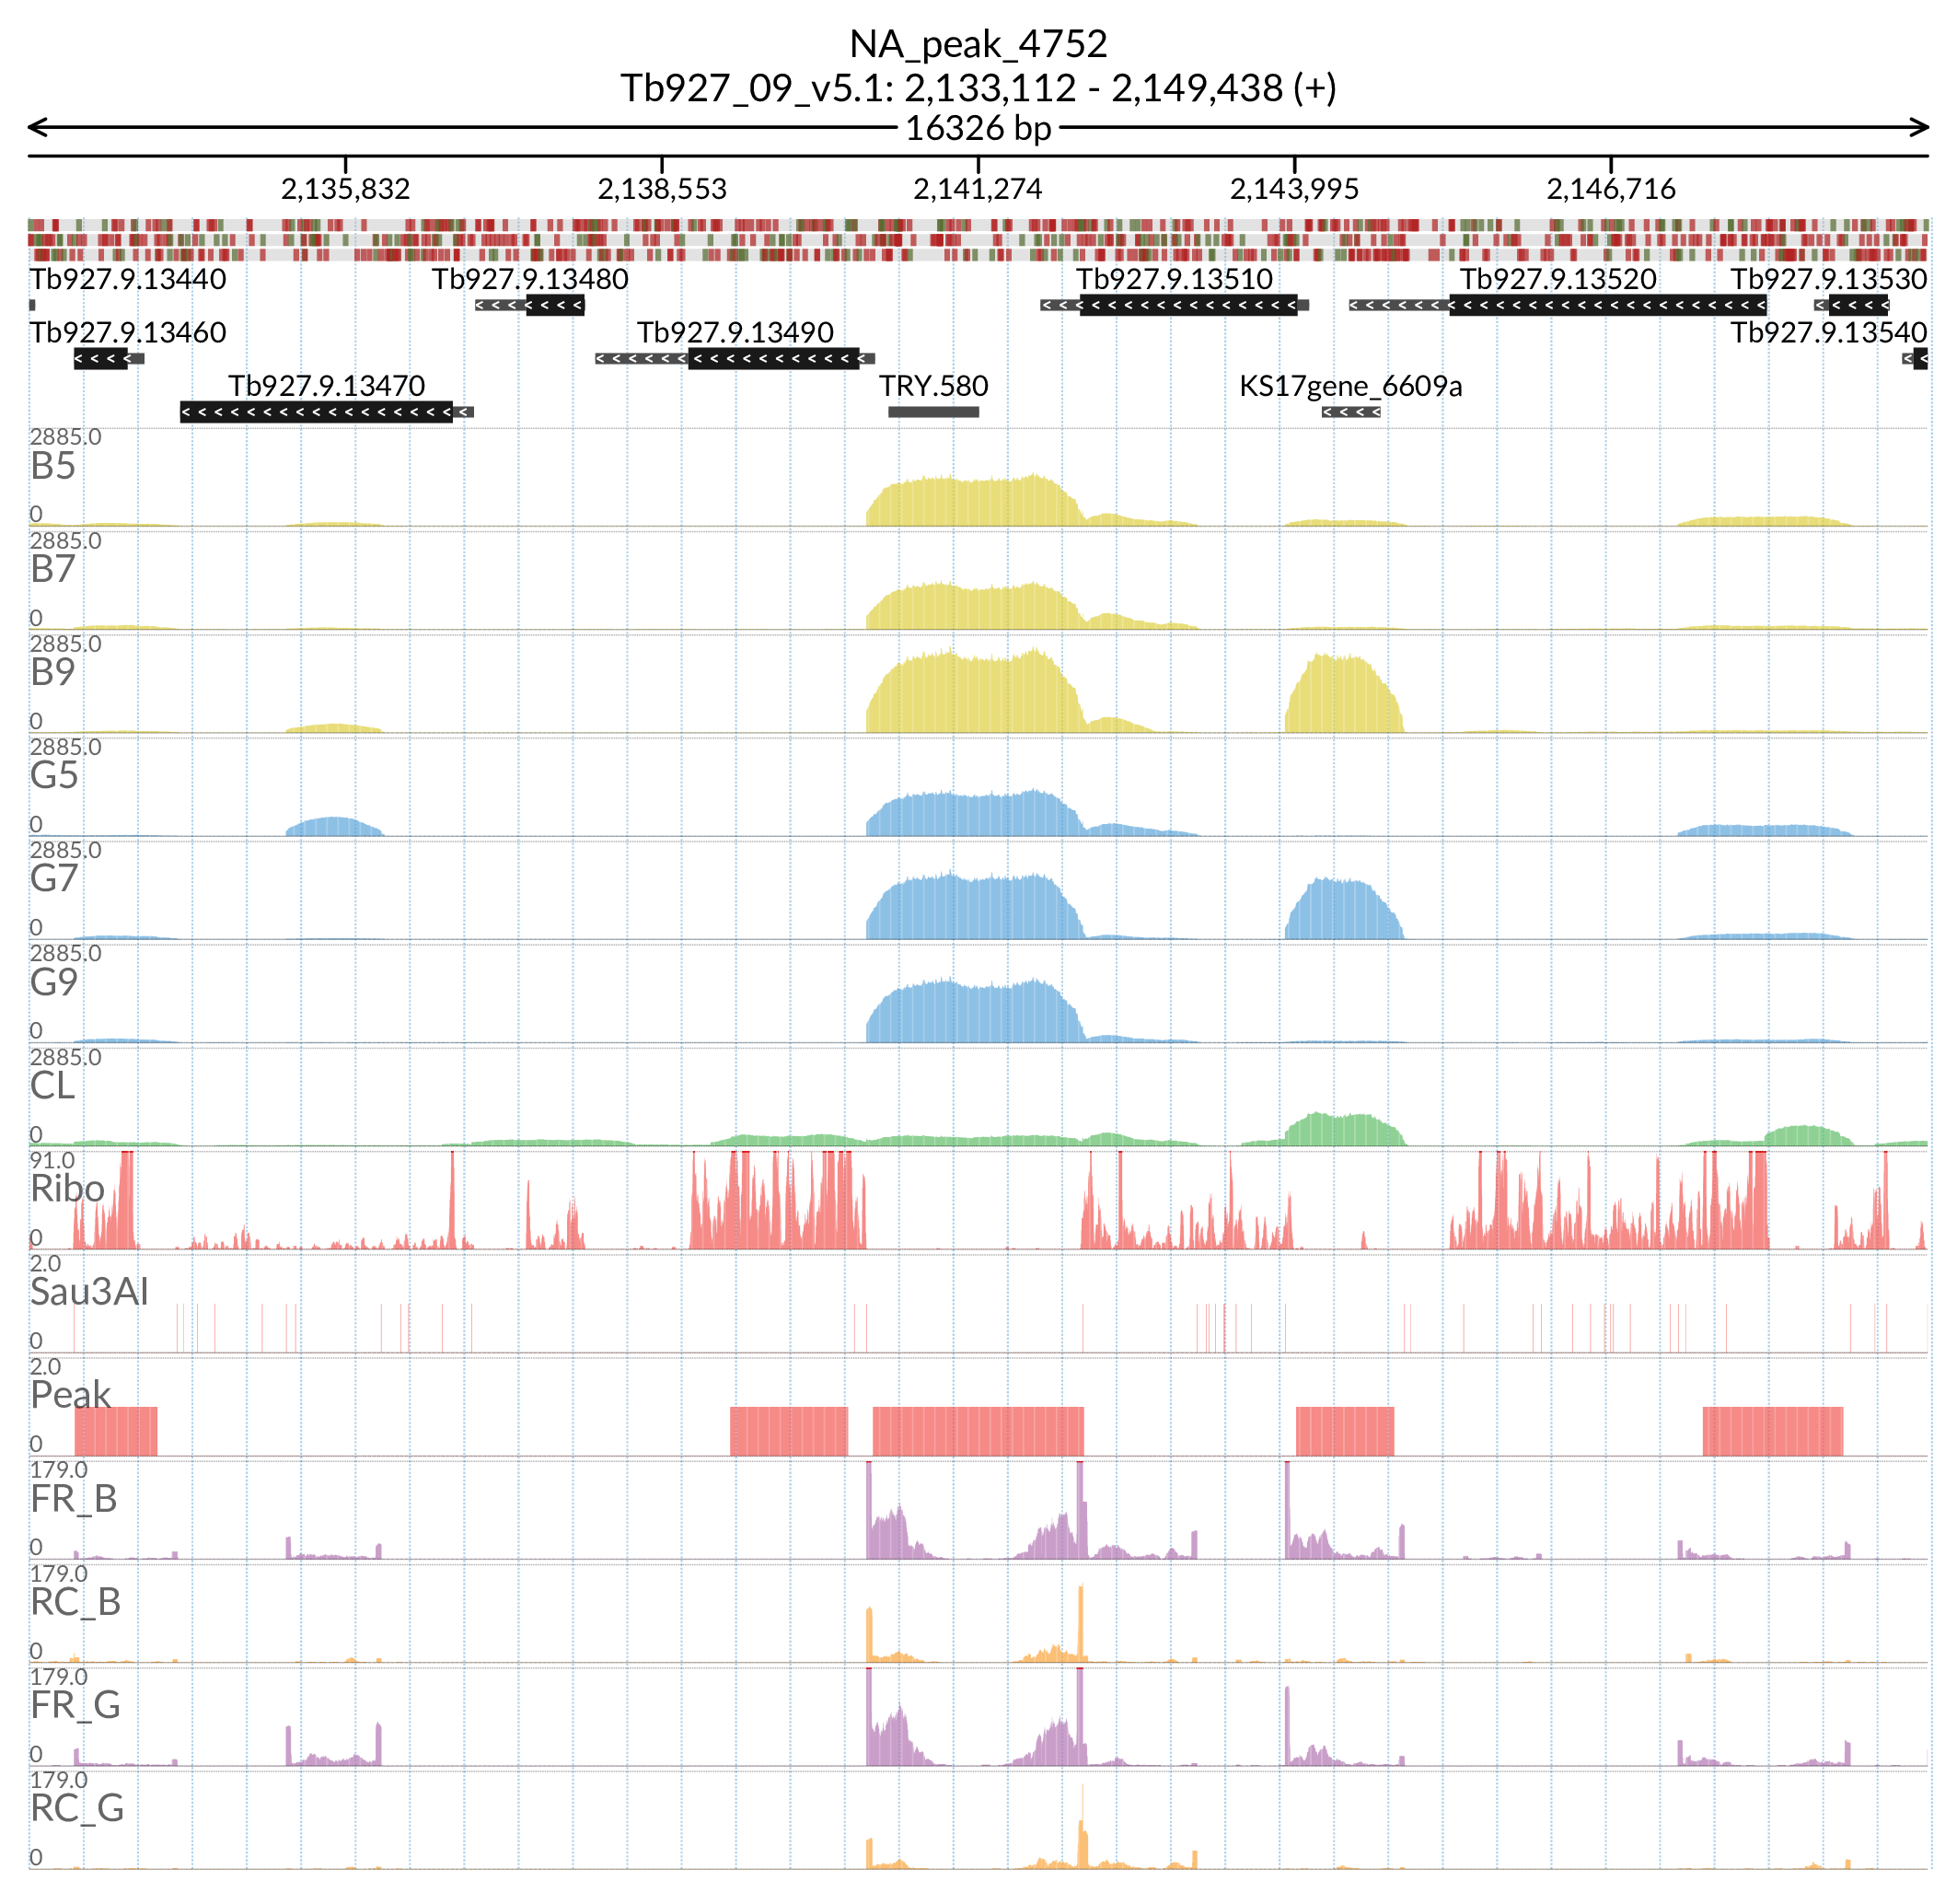 NA_peak_4752
Tb927_09_v5.1: 2,133,112 - 2,149,438 (+)
16326 bp
2,135,832 2,138,553 2,141,274 2,143,995 2,146,716
Tb927.9.13440 Tb927.9.13480 Tb927.9.13510 Tb927.9.13520 Tb927.9.13530
Tb927.9.13460 Tb927.9.13490 Tb927.9.13540
Tb927.9.13470 TRY.580 KS17gene_6609a
2885.0
B5
0
2885.0
B7
0
2885.0
B9
0
2885.0
G5
0
2885.0
G7
0
2885.0
G9
0
2885.0
CL
0
91.0
Ribo
0
2.0
Sau3AI
0
2.0
Peak
0
179.0
FR_B
0
179.0
RC_B
0
179.0
FR_G
0
179.0
RC_G
0